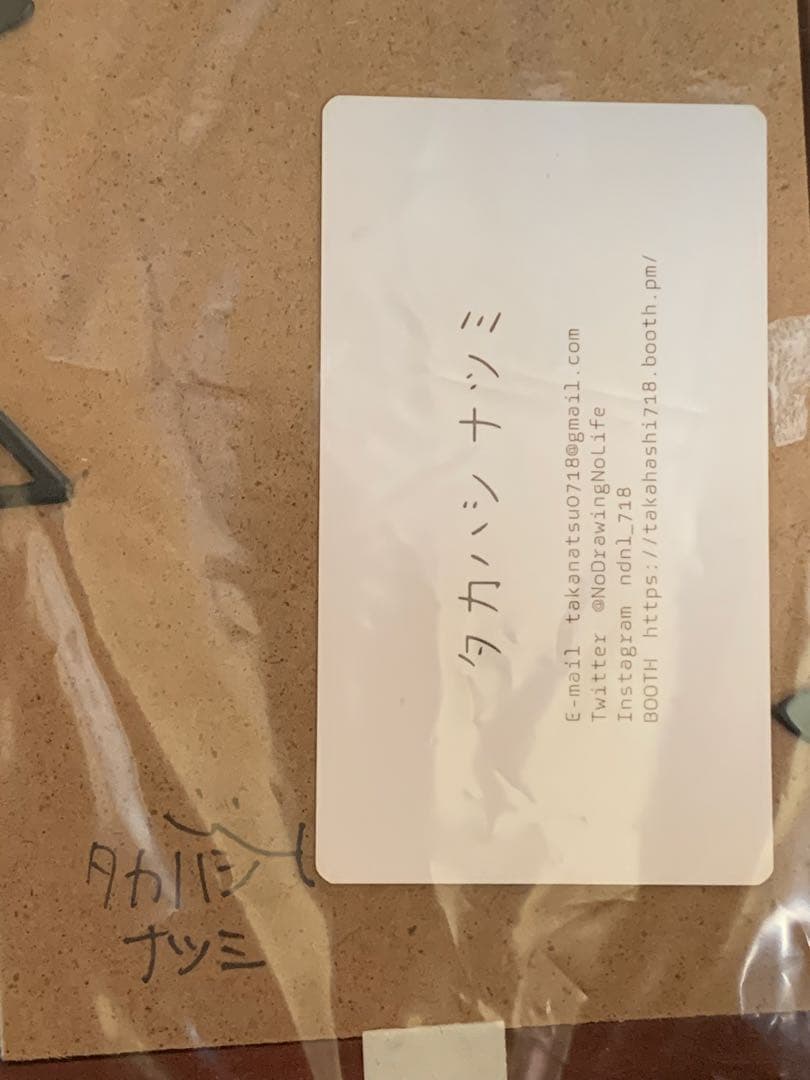 タカハシ ナツミ
E-mail takanatsu0718@gmail.com
Twitter @NoDrawingNoLife
Instagram ndnl_718
BOOTH https://takahashi718.booth.pm/
タカハシ
ナツミ